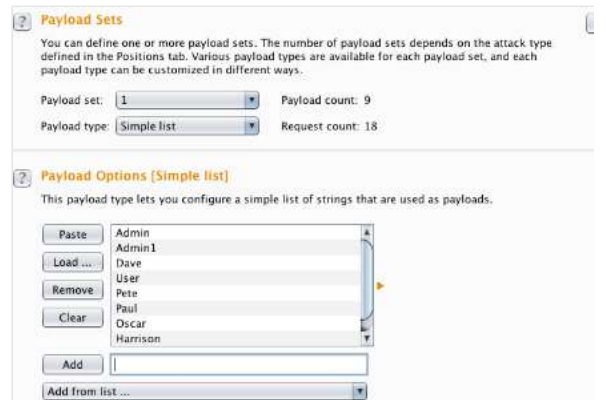 ? Payload Sets
You can define one or more payload sets. The number of payload sets depends on the attack type
defined in the Positions tab. Various payload types are available for each payload set, and each
payload type can be customized in different ways.
Payload set: 1 Payload count: 9
Payload type: Simple list Request count: 18
? Payload Options [Simple list]
This payload type lets you configure a simple list of strings that are used as payloads.
Paste
Load ...
Remove
Clear
Admin
Admin1
Dave
User
Pete
Paul
Oscar
Harrison
Add
Add from list ...